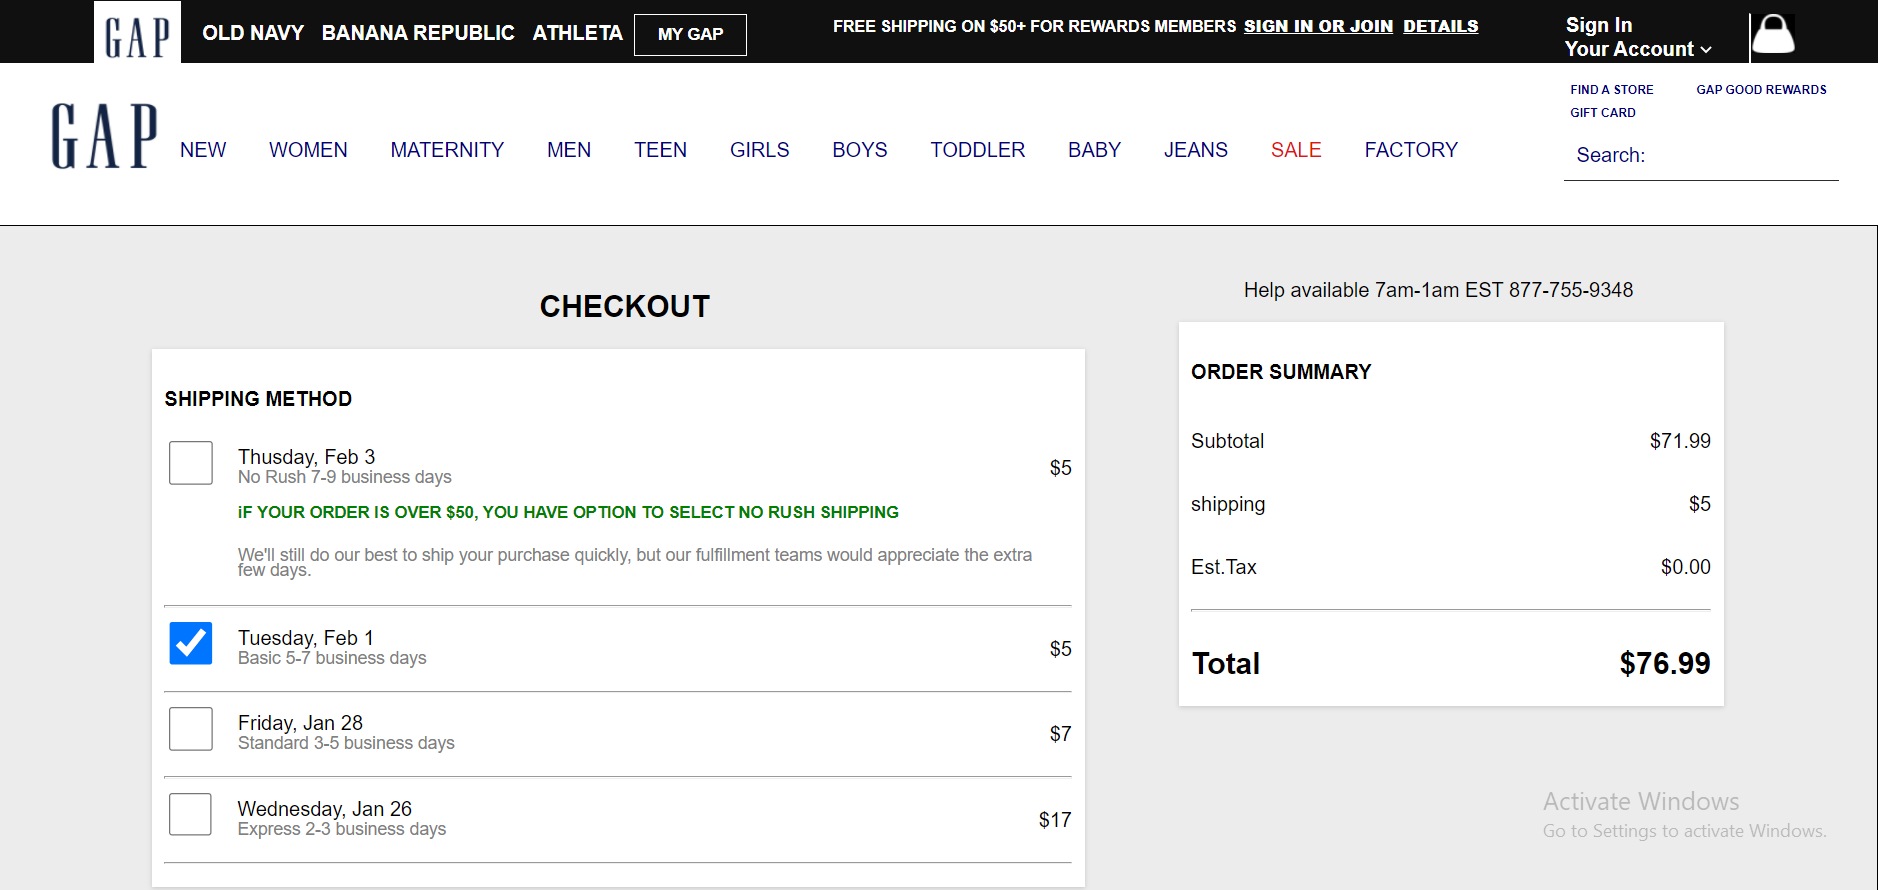 GAP OLD NAVY BANANA REPUBLIC ATHLETA MY GAP FREE SHIPPING ON $50+ FOR REWARDS MEMBERS SIGN IN OR JOIN DETAILS Sign In
Your Account
FIND A STORE GAP GOOD REWARDS
GIFT CARD
GAP NEW WOMEN MATERNITY MEN TEEN GIRLS BOYS TODDLER BABY JEANS SALE FACTORY Search:
CHECKOUT
SHIPPING METHOD
Thusday, Feb 3
No Rush 7-9 business days
$5
iF YOUR ORDER IS OVER $50, YOU HAVE OPTION TO SELECT NO RUSH SHIPPING
We'll still do our best to ship your purchase quickly, but our fulfillment teams would appreciate the extra
few days.
Tuesday, Feb 1
Basic 5-7 business days
$5
Friday, Jan 28
Standard 3-5 business days
$7
Wednesday, Jan 26
Express 2-3 business days
$17
Help available 7am-1am EST 877-755-9348
ORDER SUMMARY
Subtotal $71.99
shipping $5
Est.Tax $0.00
Total $76.99
Activate Windows
Go to Settings to activate Windows.